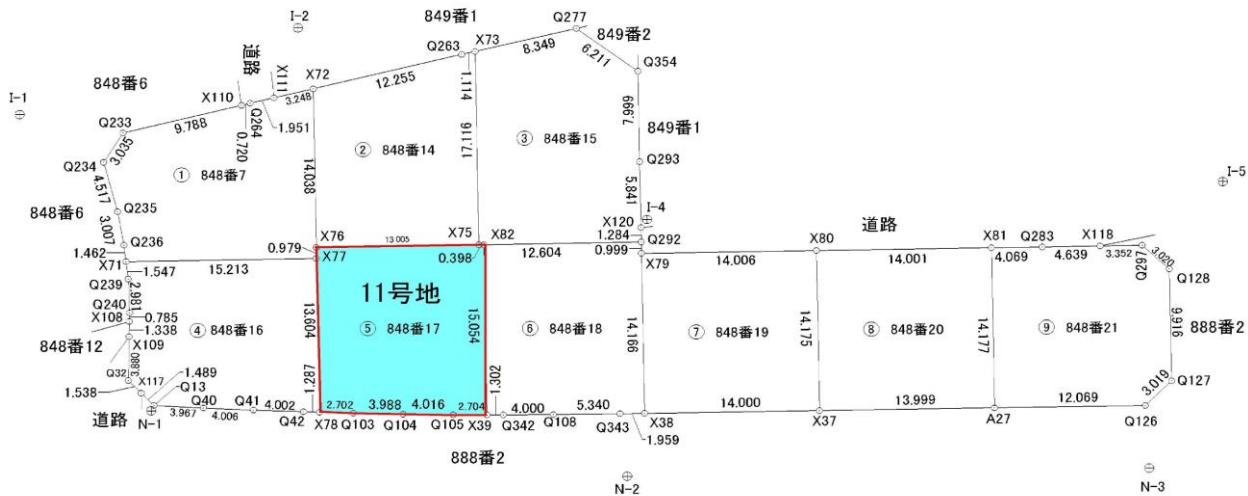 I-2
849番1
Q277
849番2
X73
Q263
8.349
6.211
Q354
848番6
道路
X111
X72
12.255
1.114
I-1
X110
3.248
Q264
1.951
7.999
849番1
Q233
9.788
0.720
3.035
② 848番14
17.116
③ 848番15
Q234
① 848番7
14.038
Q293
I-5
4.517
5.841
848番6
Q235
I-4
3.007
X120
道路
Q236
X76
X75
X82
1.284
Q292
X80
X81
Q283
X118
1.462
0.979
13.005
0.398
12.604
0.999
X71
X77
X79
14.006
14.001
4.069
4.639
3.352
Q297
3.020
1.547
15.213
Q128
Q239
2.981
11号地
Q240
0.785
X108
13.604
15.054
14.166
14.175
14.177
9.916
888番2
1.338
④ 848番16
⑤ 848番17
⑥ 848番18
⑦ 848番19
⑧ 848番20
⑨ 848番21
848番12
X109
3.880
Q32
X117
1.489
1.287
1.302
3.019
Q127
1.538
Q13
Q40
Q41
4.002
2.702
3.988
4.016
2.704
4.000
5.340
14.000
13.999
12.069
道路
3.967
4.006
N-1
Q42
X78
Q103
Q104
Q105
X39
Q342
Q108
Q343
X38
X37
A27
Q126
1.959
888番2
N-2
N-3